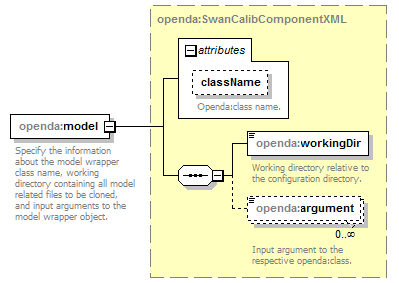 openda:SwanCalibComponentXML
attributes
className
Openda:class name.
openda:model
Specify the information
about the model wrapper
class name, working
directory containing all model
related files to be cloned,
and input arguments to the
model wrapper object.
openda:workingDir
Working directory relative to
the configuration directory.
openda:argument
0..∞
Input argument to the
respective openda:class.